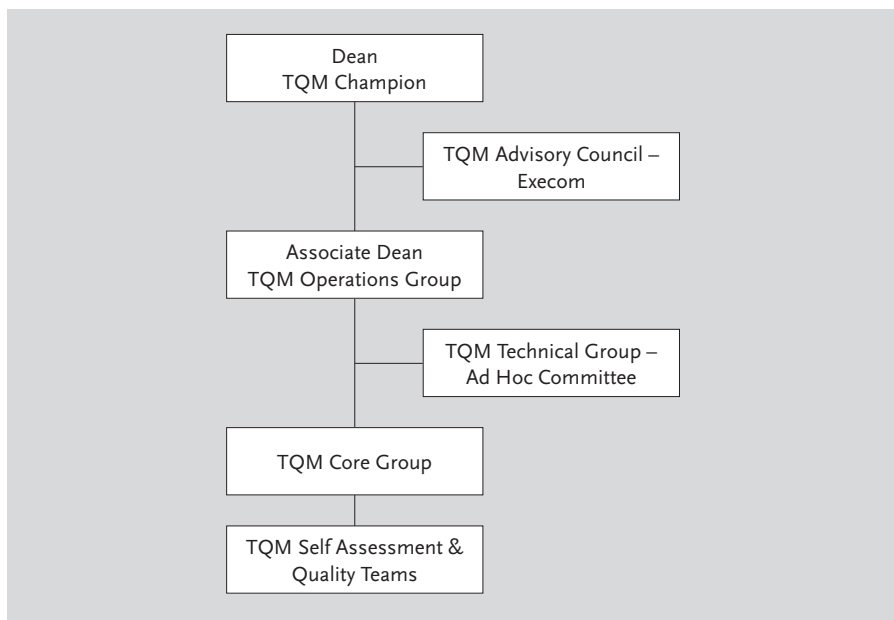 Dean
TQM Champion
TQM Advisory Council –
Execom
Associate Dean
TQM Operations Group
TQM Technical Group –
Ad Hoc Committee
TQM Core Group
TQM Self Assessment &
Quality Teams